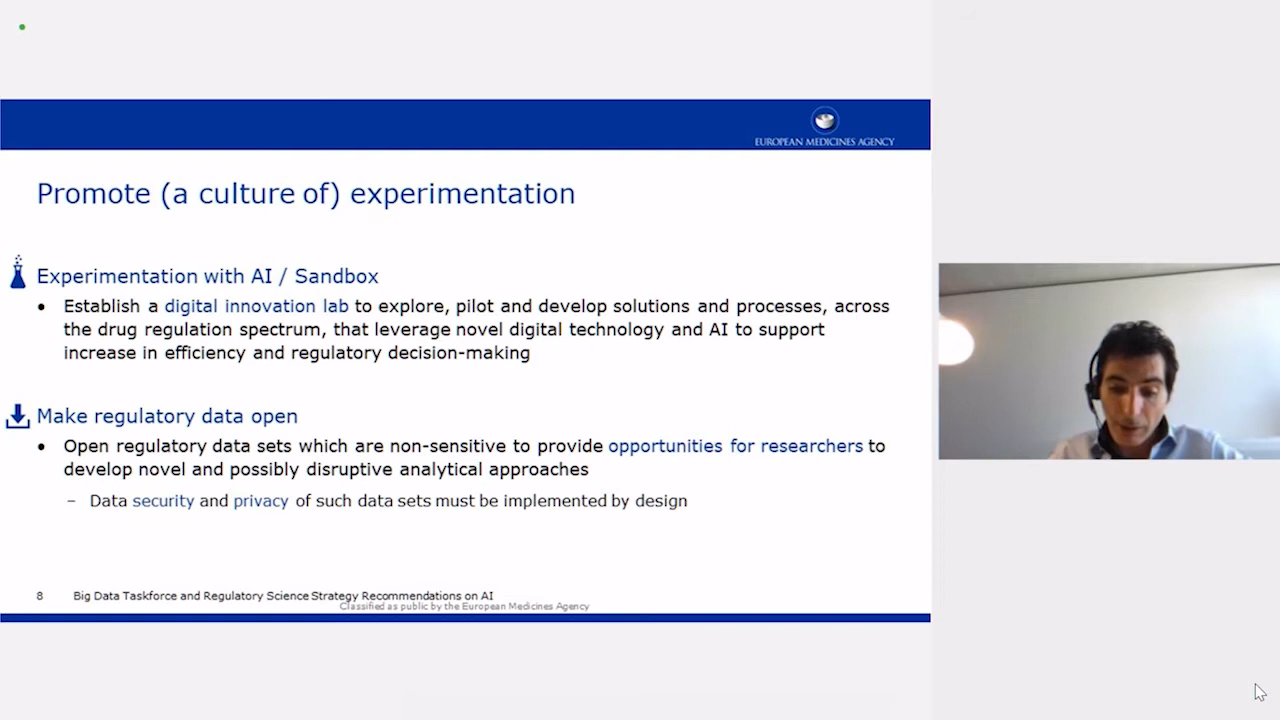 EUROPEAN MEDICINES AGENCY
Promote (a culture of) experimentation
Experimentation with AI / Sandbox
• Establish a digital innovation lab to explore, pilot and develop solutions and processes, across
the drug regulation spectrum, that leverage novel digital technology and AI to support
increase in efficiency and regulatory decision-making
Make regulatory data open
• Open regulatory data sets which are non-sensitive to provide opportunities for researchers to
develop novel and possibly disruptive analytical approaches
– Data security and privacy of such data sets must be implemented by design
8 Big Data Taskforce and Regulatory Science Strategy Recommendations on AI
Classified as public by the European Medicines Agency